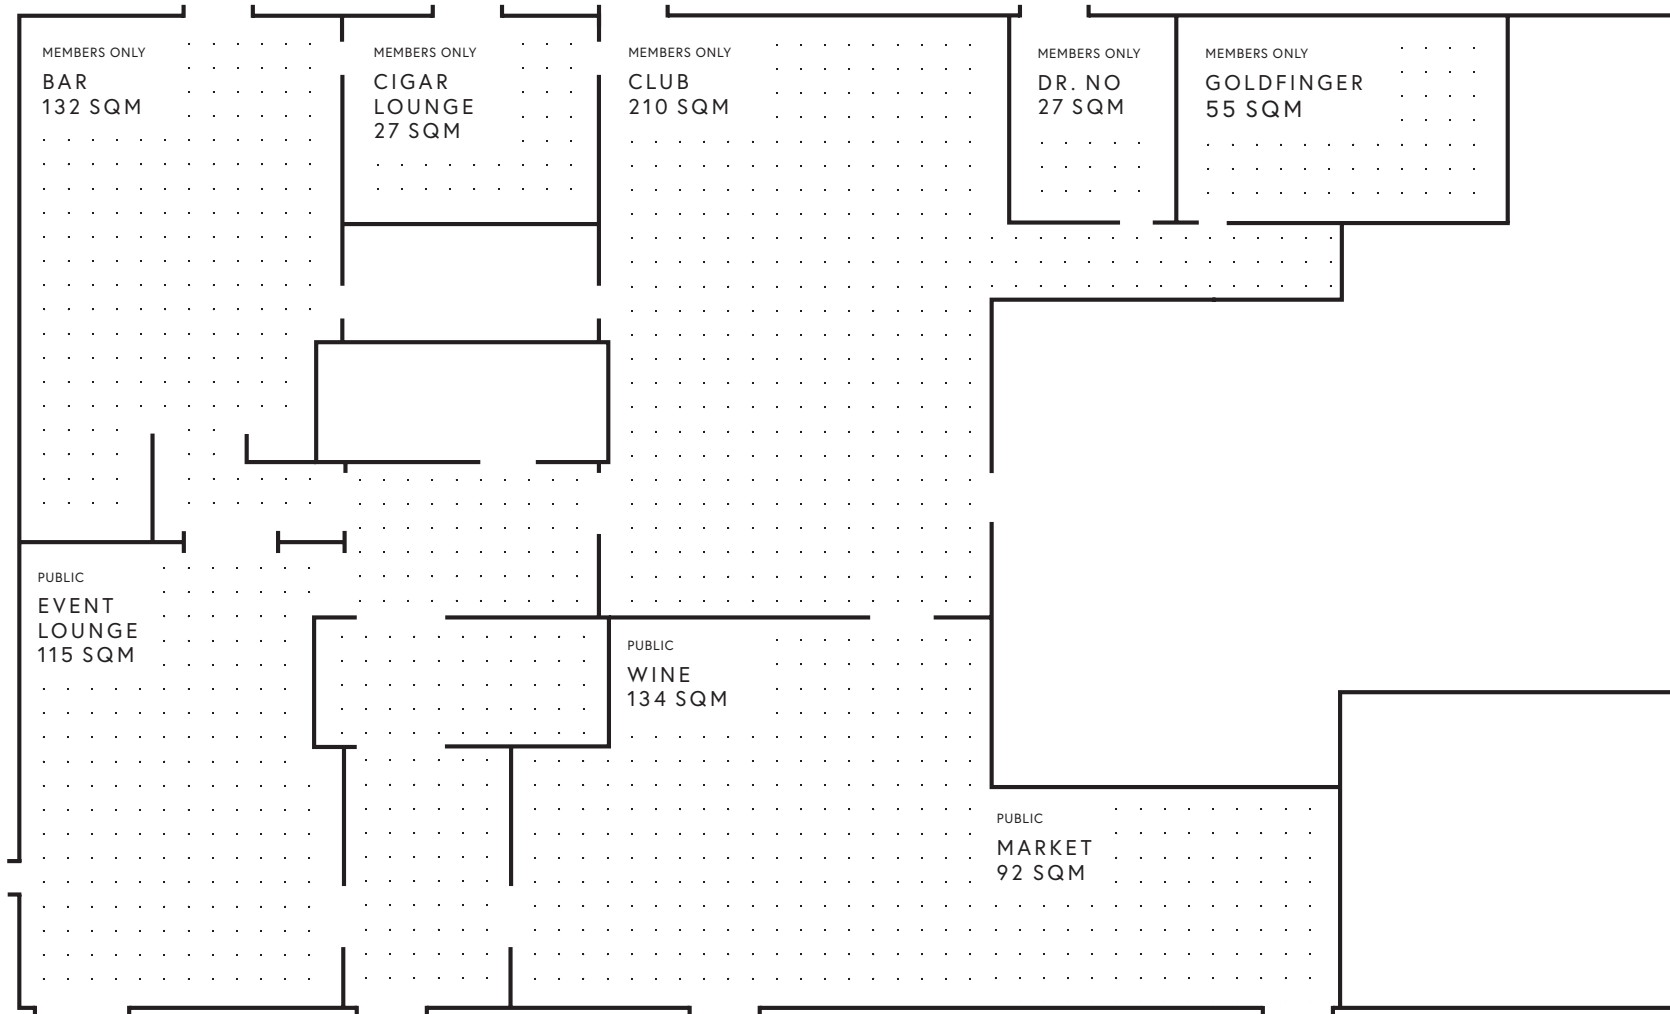 MEMBERS ONLY
BAR
132 SQM
MEMBERS ONLY
CIGAR
LOUNGE
27 SQM
MEMBERS ONLY
CLUB
210 SQM
MEMBERS ONLY
DR. NO
27 SQM
MEMBERS ONLY
GOLDFINGER
55 SQM
PUBLIC
EVENT
LOUNGE
115 SQM
PUBLIC
WINE
134 SQM
PUBLIC
MARKET
92 SQM